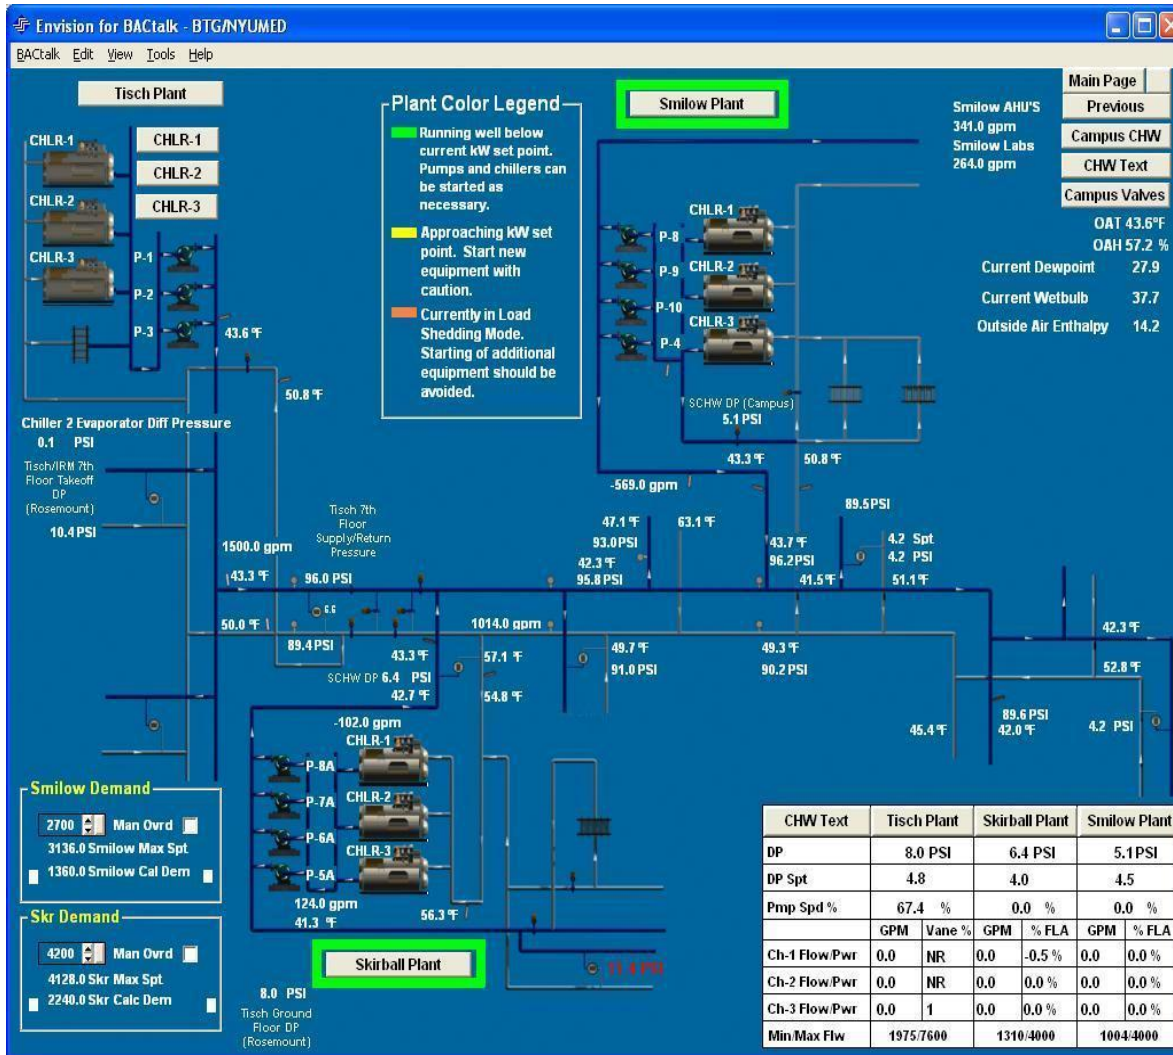 Envision for BACtalk - BTG/NYUMED
BACtalk Edit View Tools Help
Tisch Plant
CHLR-1
CHLR-1
CHLR-2
CHLR-2
CHLR-3
CHLR-3
P-1
P-2
P-3
43.6 °F
50.8 °F
Chiller 2 Evaporator Diff Pressure
0.1 PSI
Tisch/IRM 7th
Floor Takeoff
DP
(Rosemount)
10.4 PSI
Plant Color Legend
Running well below
current kW set point.
Pumps and chillers can
be started as
necessary.
Approaching kW set
point. Start new
equipment with
caution.
Currently in Load
Shedding Mode.
Starting of additional
equipment should be
avoided.
Smilow Plant
CHLR-1
P-8
CHLR-2
P-9
P-10
CHLR-3
P-4
SCHW DP (Campus)
5.1 PSI
43.3 °F
50.8 °F
Smilow AHU'S
341.0 gpm
Smilow Labs
264.0 gpm
Main Page
Previous
Campus CHW
CHW Text
Campus Valves
OAT 43.6°F
OAH 57.2 %
Current Dewpoint 27.9
Current Wetbulb 37.7
Outside Air Enthalpy 14.2
-569.0 gpm
Tisch 7th
Floor
Supply/Return
Pressure
1500.0 gpm
43.3 °F
96.0 PSI
6.6
50.0 °F
89.4 PSI
47.1 °F
93.0PSI
42.3 °F
95.8 PSI
63.1 °F
43.7 °F
96.2PSI
41.5 °F
89.5PSI
4.2 Spt
4.2 PSI
51.1 °F
1014.0 gpm
43.3 °F
SCHW DP 6.4 PSI
42.7 °F
57.1 °F
54.8 °F
49.7 °F
91.0 PSI
49.3 °F
90.2 PSI
42.3 °F
52.8 °F
45.4 °F
89.6 PSI
42.0 °F
4.2 PSI
-102.0 gpm
CHLR-1
P-8A
CHLR-2
P-7A
P-6A
CHLR-3
P-5A
124.0 gpm
41.3 °F
56.3 °F
Skirball Plant
8.0 PSI
Tisch Ground
Floor DP
(Rosemount)
Smilow Demand
2700 Man Ovrd
3136.0 Smilow Max Spt
1360.0 Smilow Cal Dem
Skr Demand
4200 Man Ovrd
4128.0 Skr Max Spt
2240.0 Skr Calc Dem
CHW Text Tisch Plant Skirball Plant Smilow Plant
DP 8.0 PSI 6.4 PSI 5.1 PSI
DP Spt 4.8 4.0 4.5
Pmp Spd % 67.4 % 0.0 % 0.0 %
GPM Vane % GPM % FLA GPM % FLA
Ch-1 Flow/Pwr 0.0 NR 0.0 -0.5 % 0.0 0.0 %
Ch-2 Flow/Pwr 0.0 NR 0.0 0.0 % 0.0 0.0 %
Ch-3 Flow/Pwr 0.0 1 0.0 0.0 % 0.0 0.0 %
Min/Max Flw 1975/7600 1310/4000 1004/4000